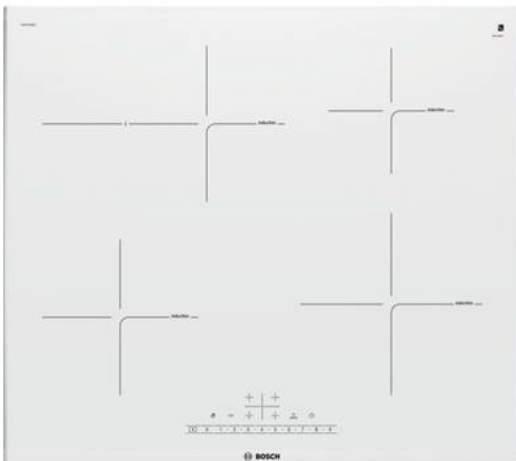 induction
induction
induction
induction
0 · 1 · 2 · 3 · 4 · 5 · 6 · 7 · 8 · 9
BOSCH